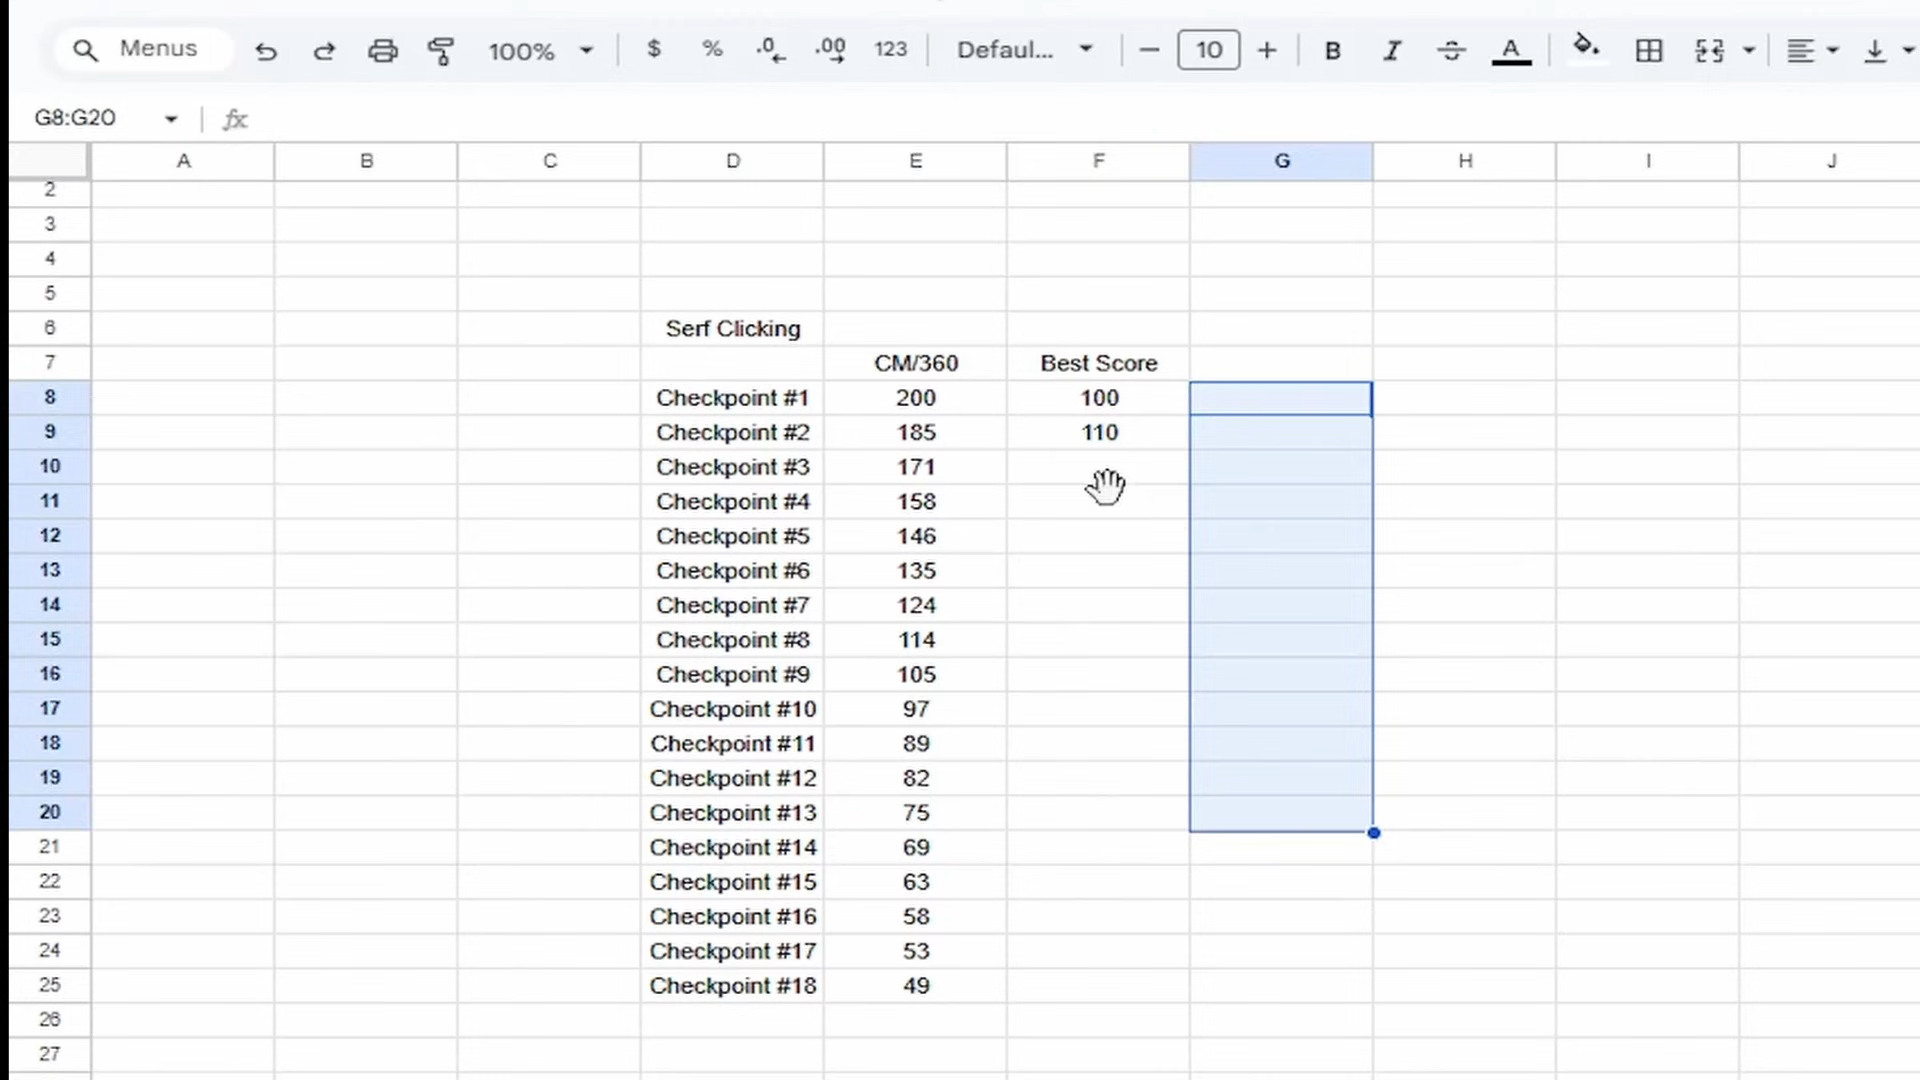 Menus 100% $ % .0 .00 123 Defaul... 10 B I A
G8:G20 fx
A B C D E F G H I J
2
3
4
5
6 Serf Clicking
7 CM/360 Best Score
8 Checkpoint #1 200 100
9 Checkpoint #2 185 110
10 Checkpoint #3 171
11 Checkpoint #4 158
12 Checkpoint #5 146
13 Checkpoint #6 135
14 Checkpoint #7 124
15 Checkpoint #8 114
16 Checkpoint #9 105
17 Checkpoint #10 97
18 Checkpoint #11 89
19 Checkpoint #12 82
20 Checkpoint #13 75
21 Checkpoint #14 69
22 Checkpoint #15 63
23 Checkpoint #16 58
24 Checkpoint #17 53
25 Checkpoint #18 49
26
27